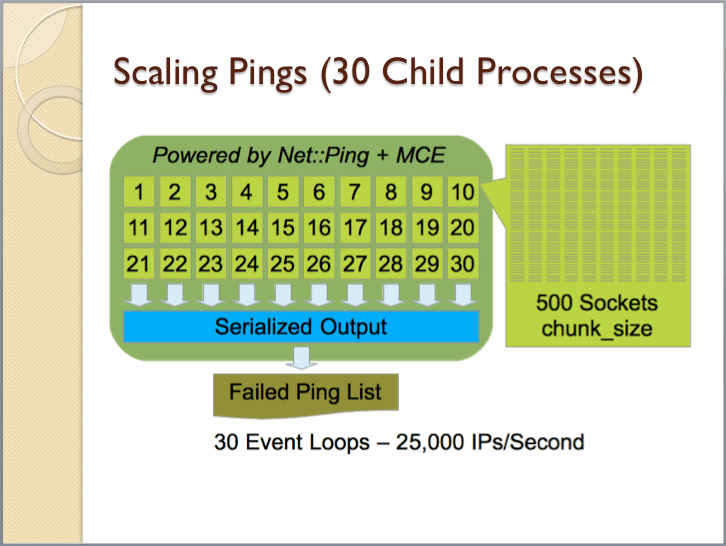 Scaling Pings (30 Child Processes)
Powered by Net::Ping + MCE
1 2 3 4 5 6 7 8 9 10
11 12 13 14 15 16 17 18 19 20
21 22 23 24 25 26 27 28 29 30
500 Sockets
chunk_size
Serialized Output
Failed Ping List
30 Event Loops – 25,000 IPs/Second